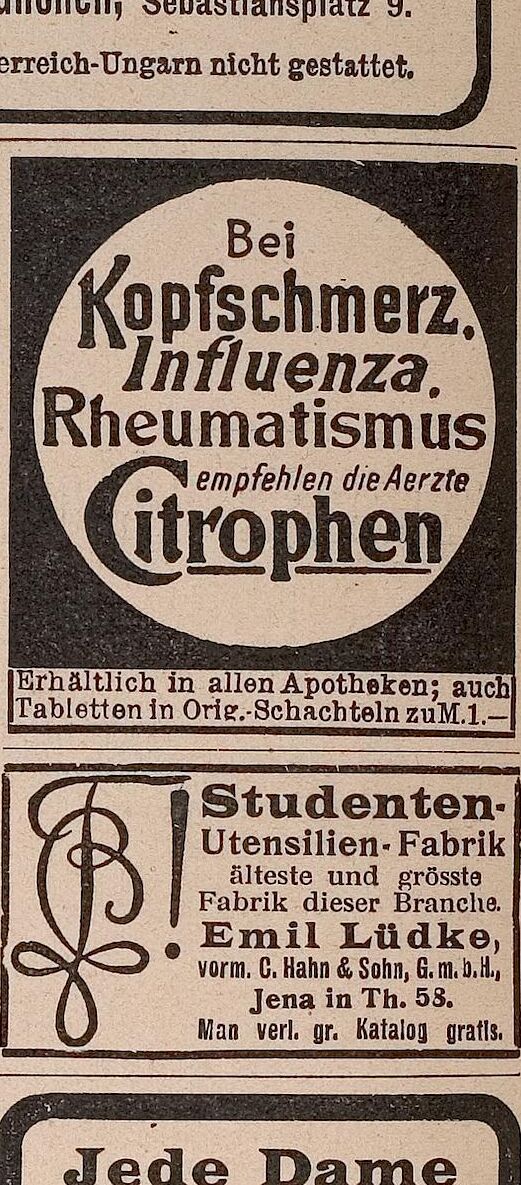 Sebastiansplatz 9.
erreich-Ungarn nicht gestattet.
Bei
Kopfschmerz,
Influenza,
Rheumatismus
empfehlen die Aerzte
Citrophen
Erhältlich in allen Apotheken; auch
Tabletten in Orig.-Schachteln zu M.1.—
!
Studenten-
Utensilien-Fabrik
älteste und grösste
Fabrik dieser Branche.
Emil Lüdke,
vorm. C. Hahn & Sohn, G. m. b. H.,
Jena in Th. 58.
Man verl. gr. Katalog gratis.
Jede Dame